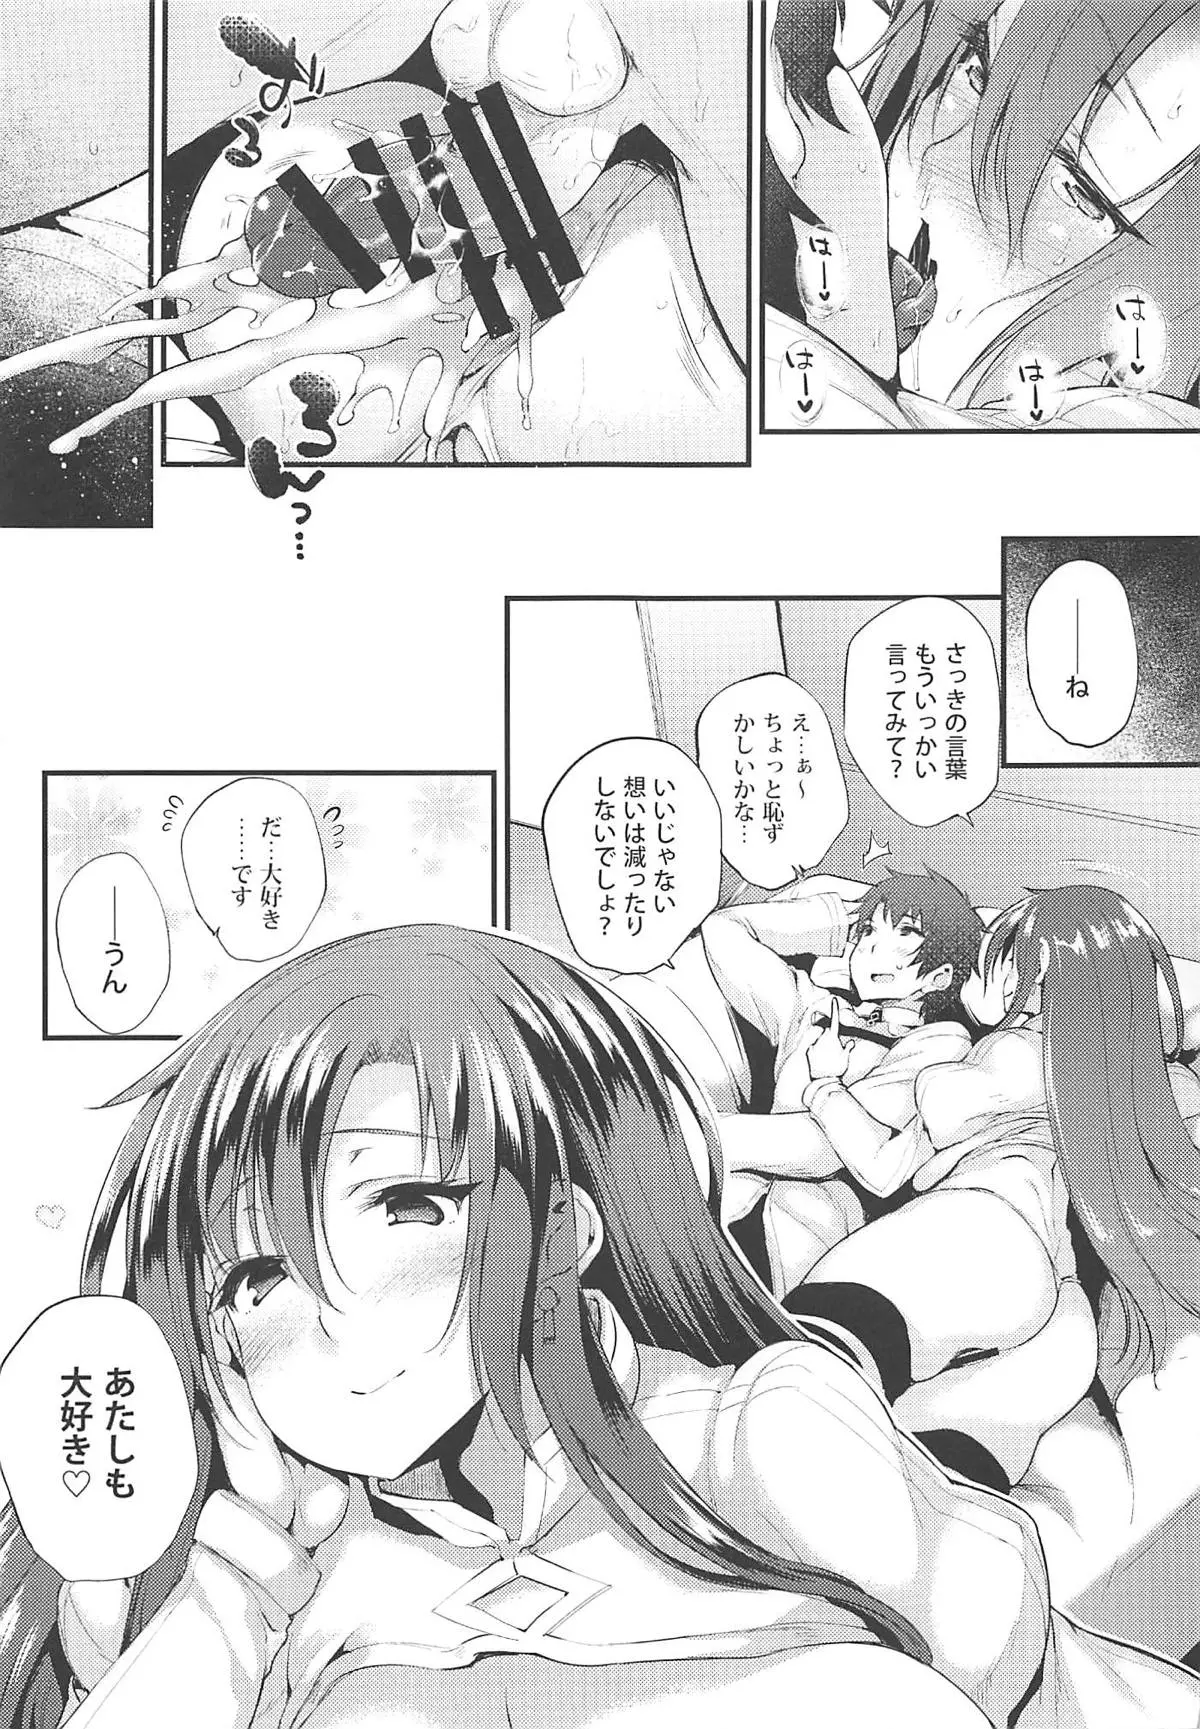 はー♥
はー♥
はー♥
はー♥
ず
る
ん
っ…
──ね
さっきの言葉
もういっかい
言ってみて？
え…ぁ～
ちょっと恥ず
かしいかな…
いいじゃない
想いは減ったり
しないでしょ？
だ…大好き
……です
──うん
あたしも
大好き♡